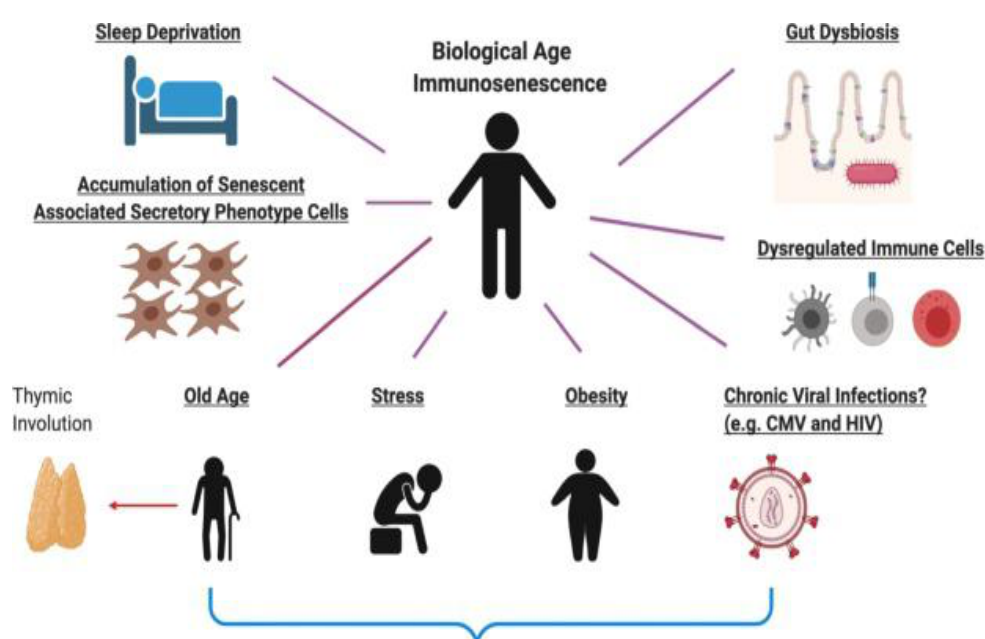 Sleep Deprivation
Biological Age
Immunosenescence
Gut Dysbiosis
Accumulation of Senescent
Associated Secretory Phenotype Cells
Dysregulated Immune Cells
Thymic
Involution
Old Age
Stress
Obesity
Chronic Viral Infections?
(e.g. CMV and HIV)